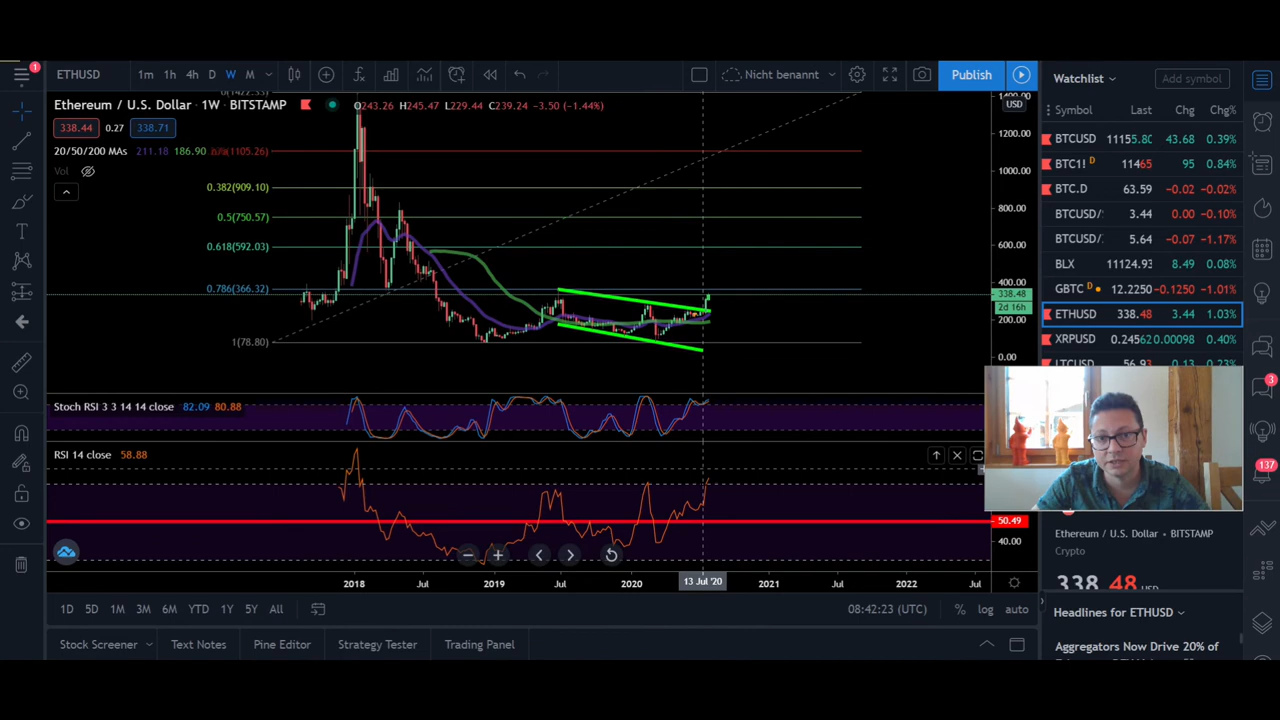 1
ETHUSD 1m 1h 4h D W M Nicht benannt Publish
Watchlist Add symbol
Ethereum / U.S. Dollar · 1W · BITSTAMP O243.26 H245.47 L229.44 C239.24 −3.50 (−1.44%)
338.44 0.27 338.71
20/50/200 MAs 211.18 186.90
Vol
USD
1200.00
1000.00
800.00
600.00
400.00
338.48
2d 16h
200.00
0.00
0.382(909.10)
0.5(750.57)
0.618(592.03)
0.786(366.32)
1(78.80)
Symbol Last Chg Chg%
BTCUSD 11155.80 43.68 0.39%
BTC1! D 11465 95 0.84%
BTC.D 63.59 −0.02 −0.02%
BTCUSD/ 3.44 0.00 −0.10%
BTCUSD/ 5.64 −0.07 −1.17%
BLX 11124.93 8.49 0.08%
GBTC D 12.2250 −0.1250 −1.01%
ETHUSD 338.48 3.44 1.03%
XRPUSD 0.24562 0.00098 0.40%
LTCUSD 56.93 0.13 0.23%
3
137
Stoch RSI 3 3 14 14 close 82.09 80.88
RSI 14 close 58.88
50.49
40.00
2018 Jul 2019 Jul 2020 13 Jul '20 2021 Jul 2022 Jul
1D 5D 1M 3M 6M YTD 1Y 5Y All 08:42:23 (UTC) % log auto
Stock Screener Text Notes Pine Editor Strategy Tester Trading Panel
Ethereum / U.S. Dollar • BITSTAMP
Crypto
338.48 USD
Headlines for ETHUSD
Aggregators Now Drive 20% of